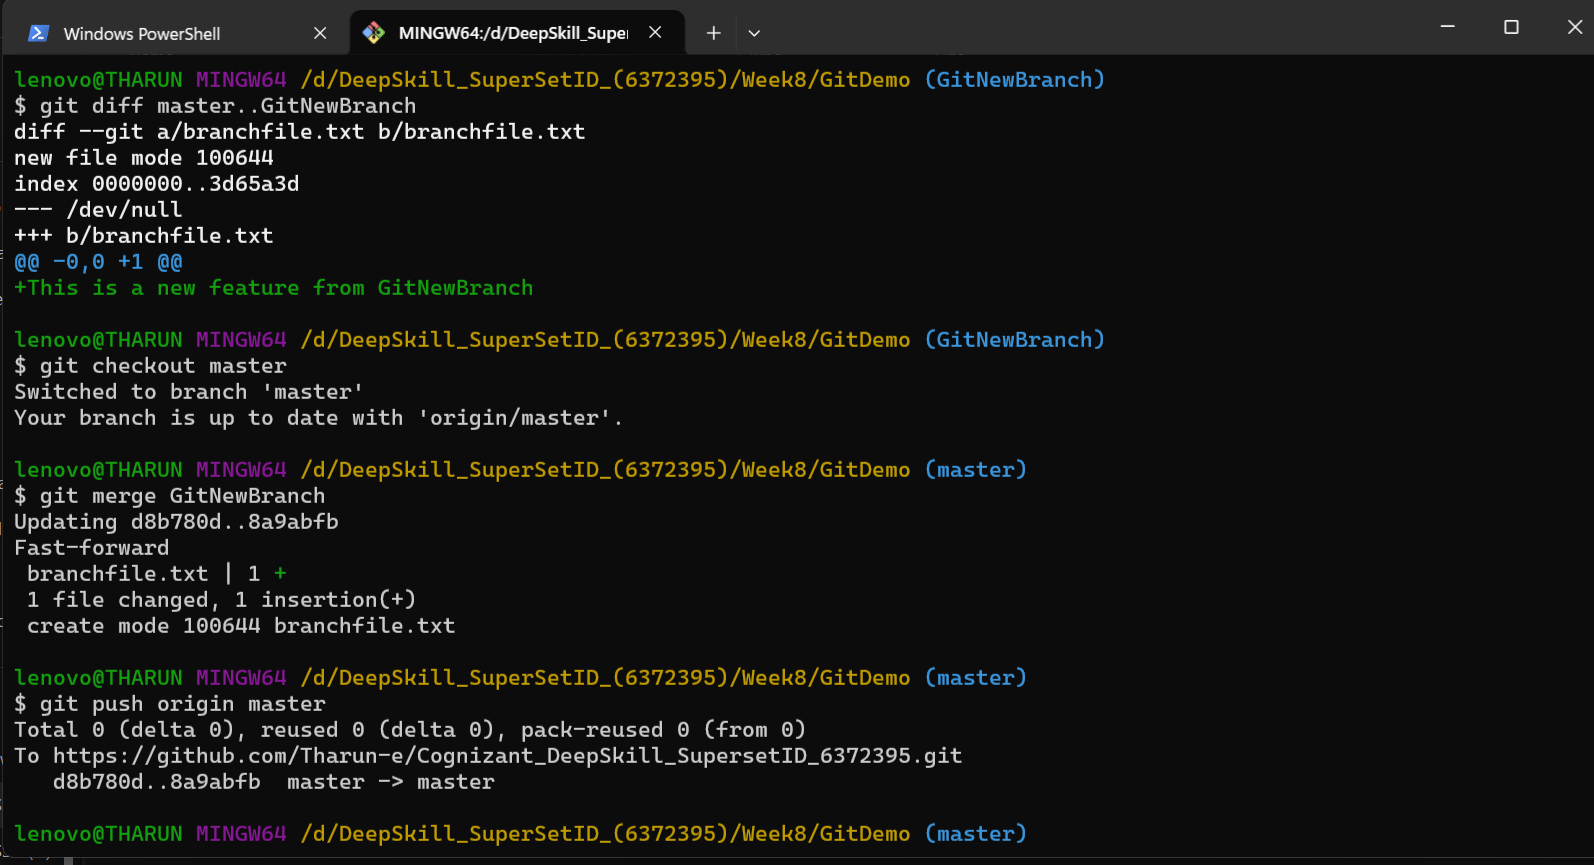 Windows PowerShell
MINGW64:/d/DeepSkill_Super
lenovo@THARUN MINGW64 /d/DeepSkill_SuperSetID_(6372395)/Week8/GitDemo (GitNewBranch)
$ git diff master..GitNewBranch
diff --git a/branchfile.txt b/branchfile.txt
new file mode 100644
index 0000000..3d65a3d
--- /dev/null
+++ b/branchfile.txt
@@ -0,0 +1 @@
+This is a new feature from GitNewBranch
lenovo@THARUN MINGW64 /d/DeepSkill_SuperSetID_(6372395)/Week8/GitDemo (GitNewBranch)
$ git checkout master
Switched to branch 'master'
Your branch is up to date with 'origin/master'.
lenovo@THARUN MINGW64 /d/DeepSkill_SuperSetID_(6372395)/Week8/GitDemo (master)
$ git merge GitNewBranch
Updating d8b780d..8a9abfb
Fast-forward
 branchfile.txt | 1 +
 1 file changed, 1 insertion(+)
 create mode 100644 branchfile.txt
lenovo@THARUN MINGW64 /d/DeepSkill_SuperSetID_(6372395)/Week8/GitDemo (master)
$ git push origin master
Total 0 (delta 0), reused 0 (delta 0), pack-reused 0 (from 0)
To https://github.com/Tharun-e/Cognizant_DeepSkill_SupersetID_6372395.git
   d8b780d..8a9abfb  master -> master
lenovo@THARUN MINGW64 /d/DeepSkill_SuperSetID_(6372395)/Week8/GitDemo (master)